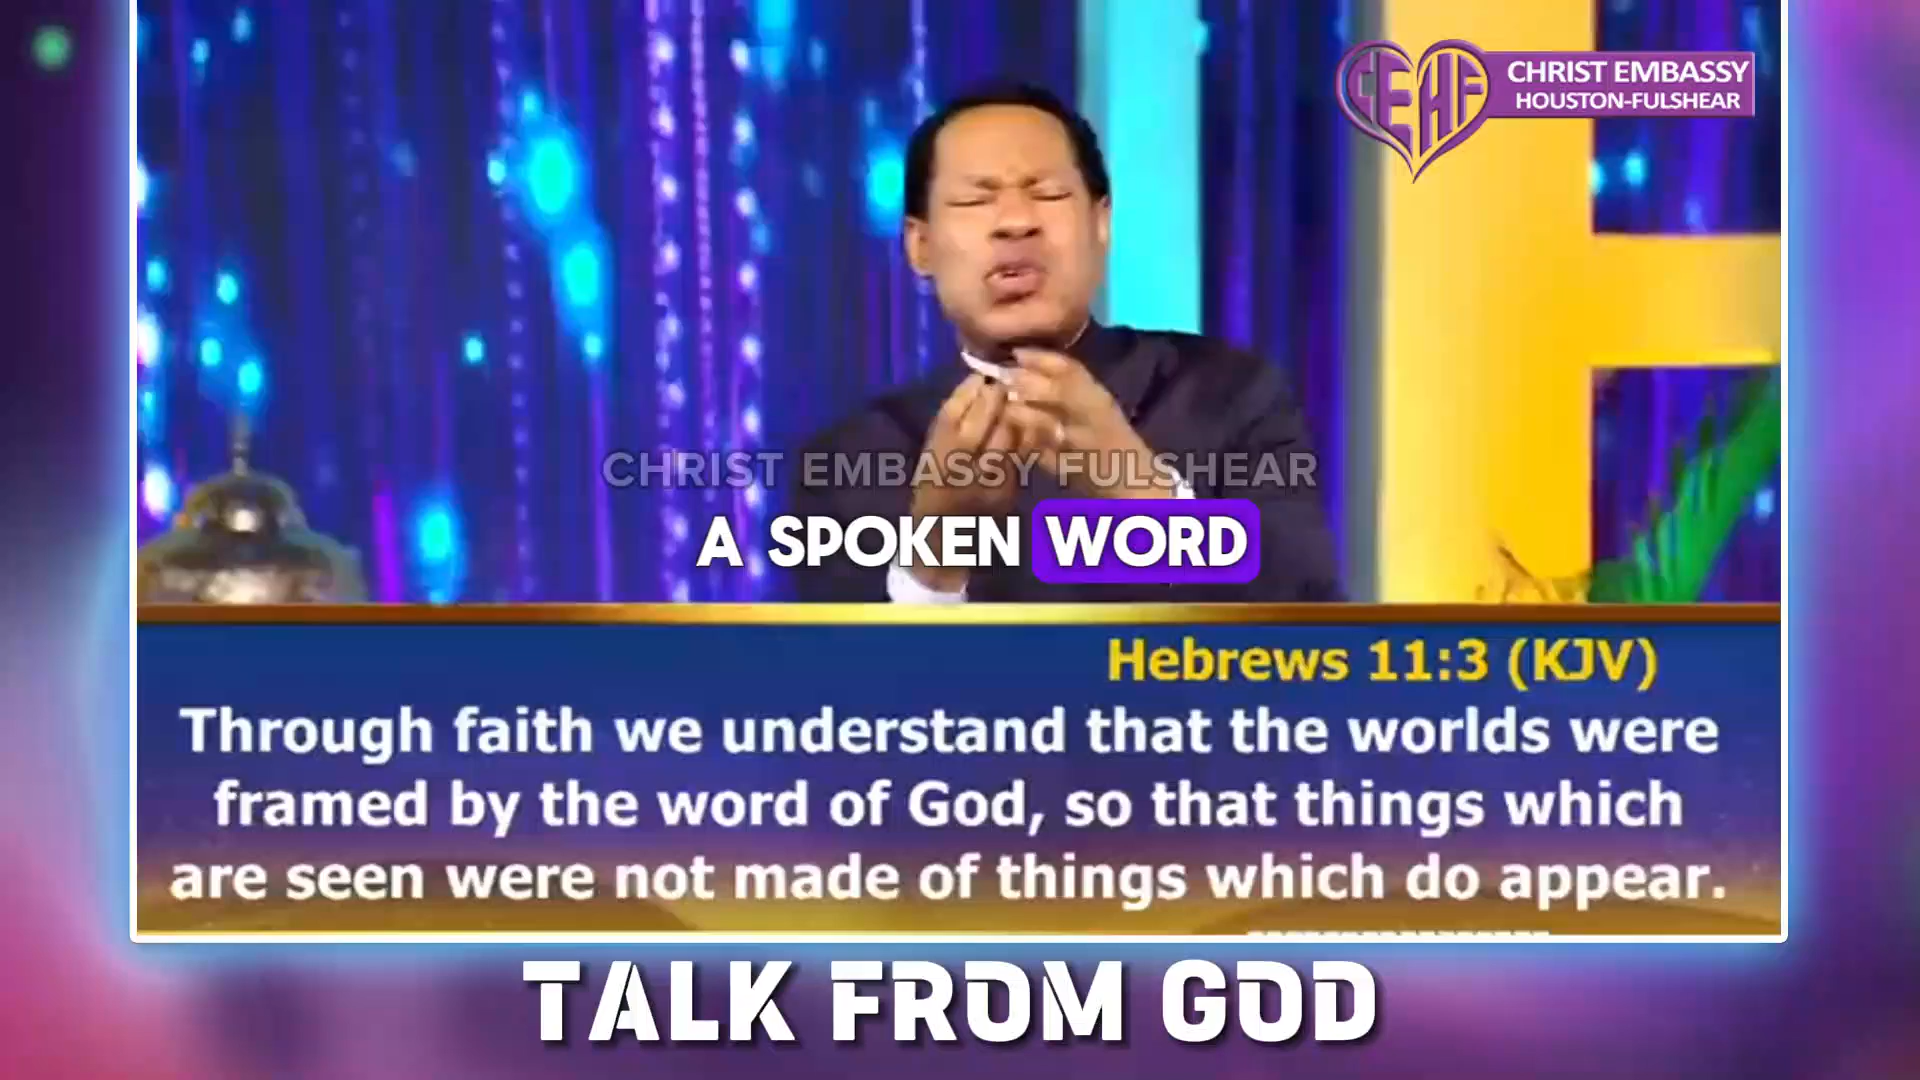 CEHF
CHRIST EMBASSY
HOUSTON-FULSHEAR
CHRIST EMBASSY FULSHEAR
A SPOKEN WORD
Hebrews 11:3 (KJV)
Through faith we understand that the worlds were
framed by the word of God, so that things which
are seen were not made of things which do appear.
TALK FROM GOD